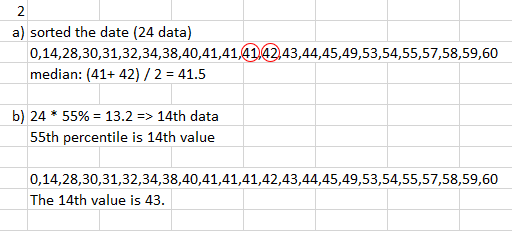 2
a) sorted the date (24 data)
0,14,28,30,31,32,34,38,40,41,41,41,42,43,44,45,49,53,54,55,57,58,59,60
median: (41+ 42) / 2 = 41.5
b) 24 * 55% = 13.2 => 14th data
55th percentile is 14th value
0,14,28,30,31,32,34,38,40,41,41,41,42,43,44,45,49,53,54,55,57,58,59,60
The 14th value is 43.